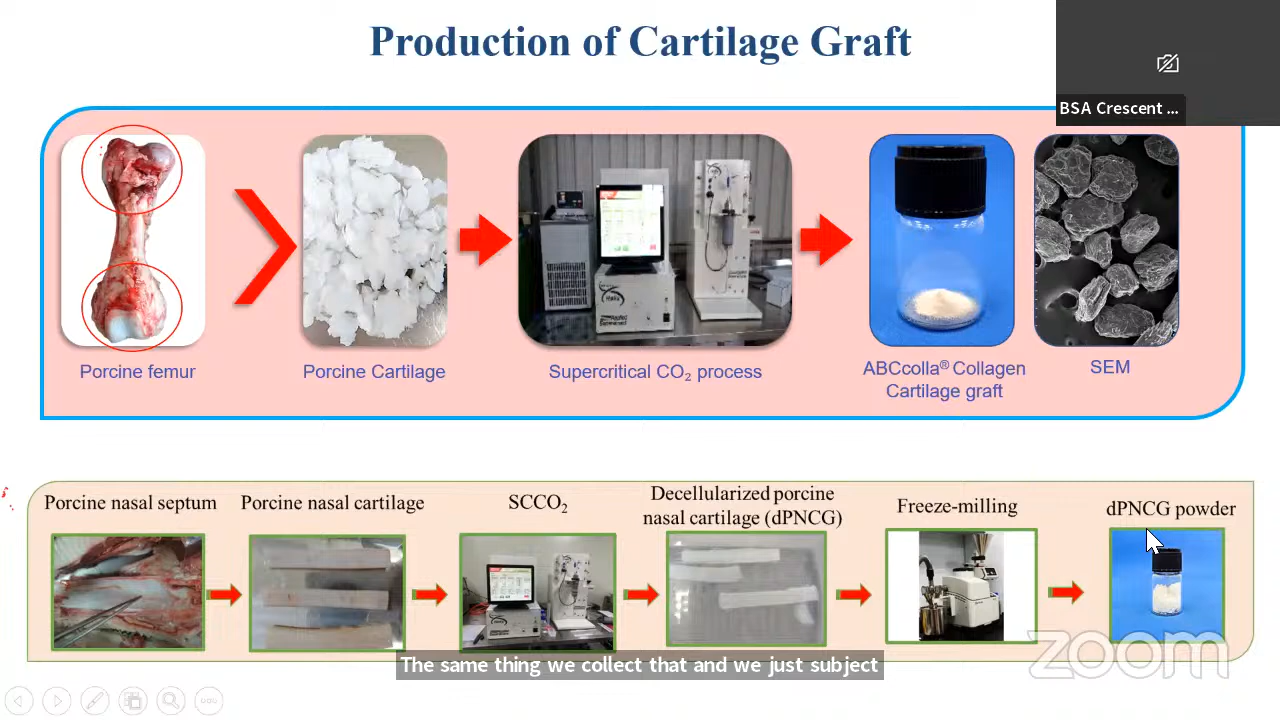 Production of Cartilage Graft
BSA Crescent ...
Porcine femur
Porcine Cartilage
Supercritical CO₂ process
ABCcolla® Collagen
Cartilage graft
SEM
Porcine nasal septum
Porcine nasal cartilage
SCCO₂
Decellularized porcine
nasal cartilage (dPNCG)
Freeze-milling
dPNCG powder
The same thing we collect that and we just subject
zoom